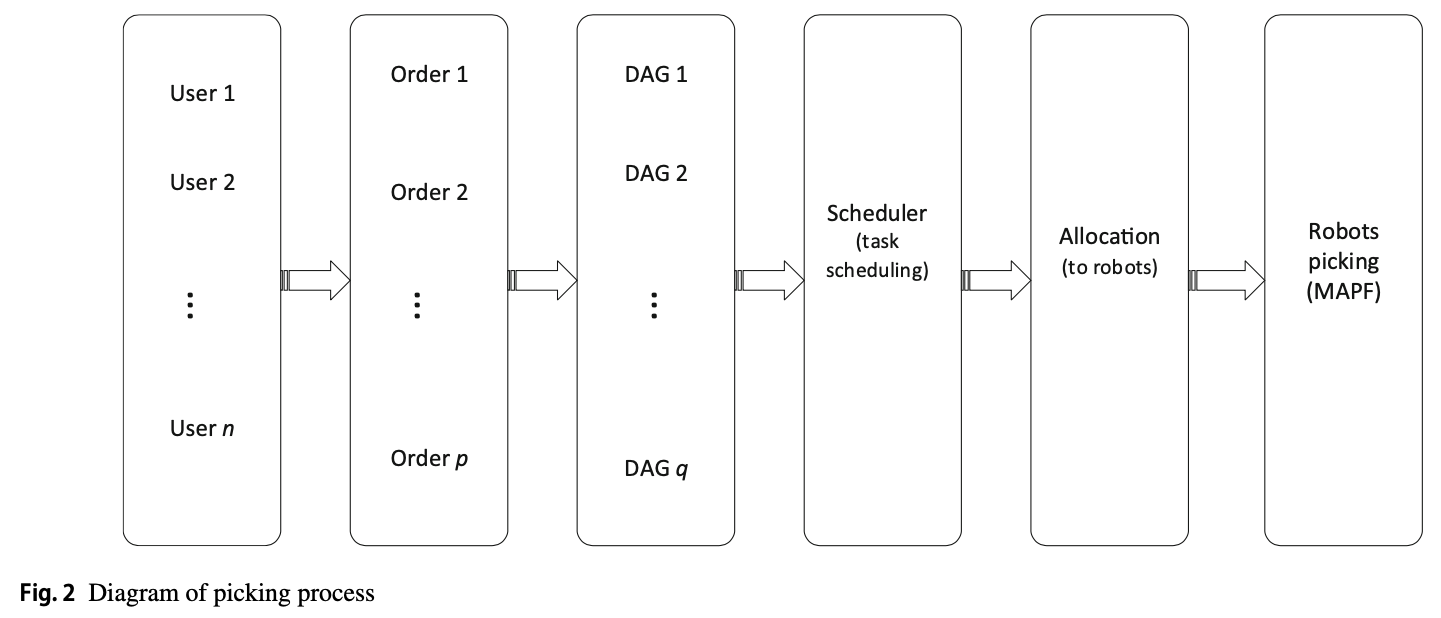 User 1
User 2
⋮
User n
Order 1
Order 2
⋮
Order p
DAG 1
DAG 2
⋮
DAG q
Scheduler
(task
scheduling)
Allocation
(to robots)
Robots
picking
(MAPF)
Fig. 2 Diagram of picking process